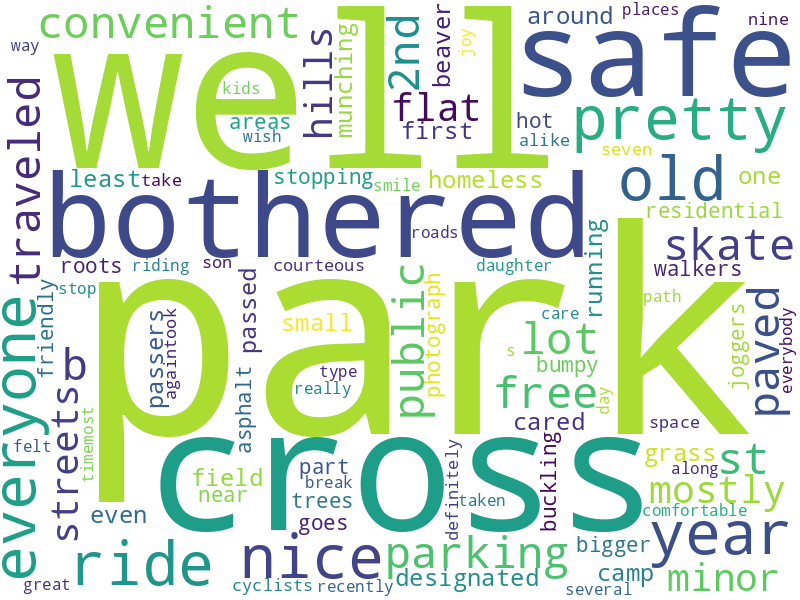 park
well
cross
bothered
safe
pretty
nice
old
year
ride
everyone
traveled
convenient
skate
lot
free
parking
public
paved
streets
b
st
mostly
minor
flat
2nd
hills
beaver
munching
around
places
nine
joy
way
kids
areas
wish
first
hot
alike
seven
least
take
stopping
smile
homeless
one
residential
roots
riding
son
courteous
roads
daughter
running
walkers
stop
friendly
passers
againtook
passed
small
type
really
photograph
s
care
path
bumpy
joggers
everybody
day
asphalt
cared
space
timemost
felt
field
near
part
break
trees
goes
even
definitely
taken
buckling
grass
along
comfortable
bigger
camp
designated
several
cyclists
recently
great